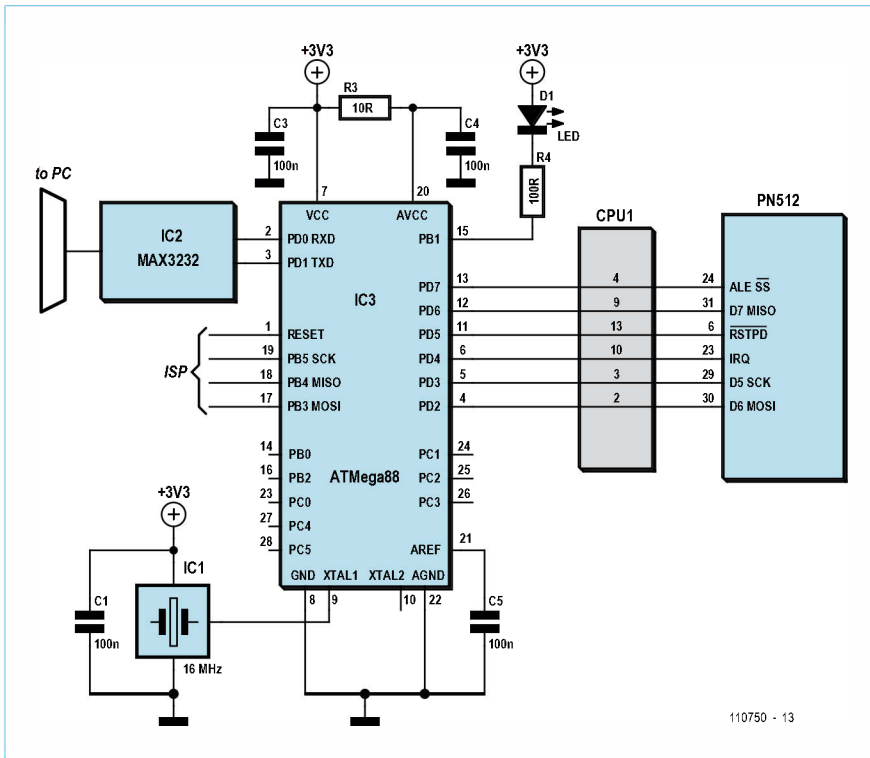 +3V3
+3V3
R3
10R
D1
LED
C3
100n
C4
100n
R4
100R
to PC
7
20
VCC
AVCC
CPU1
PN512
IC2
MAX3232
2
PD0 RXD
3
PD1 TXD
15
PB1
IC3
13
PD7
4
24
ALE SS
12
PD6
9
31
D7 MISO
11
PD5
13
6
RSTPD
6
PD4
10
23
IRQ
5
PD3
3
29
D5 SCK
4
PD2
2
30
D6 MOSI
ISP
1
RESET
19
PB5 SCK
18
PB4 MISO
17
PB3 MOSI
14
PB0
16
PB2
23
PC0
27
PC4
28
PC5
ATMega88
PC1
24
PC2
25
PC3
26
AREF
21
GND
XTAL1
XTAL2
AGND
8
9
10
22
+3V3
IC1
C1
100n
16 MHz
C5
100n
110750 - 13